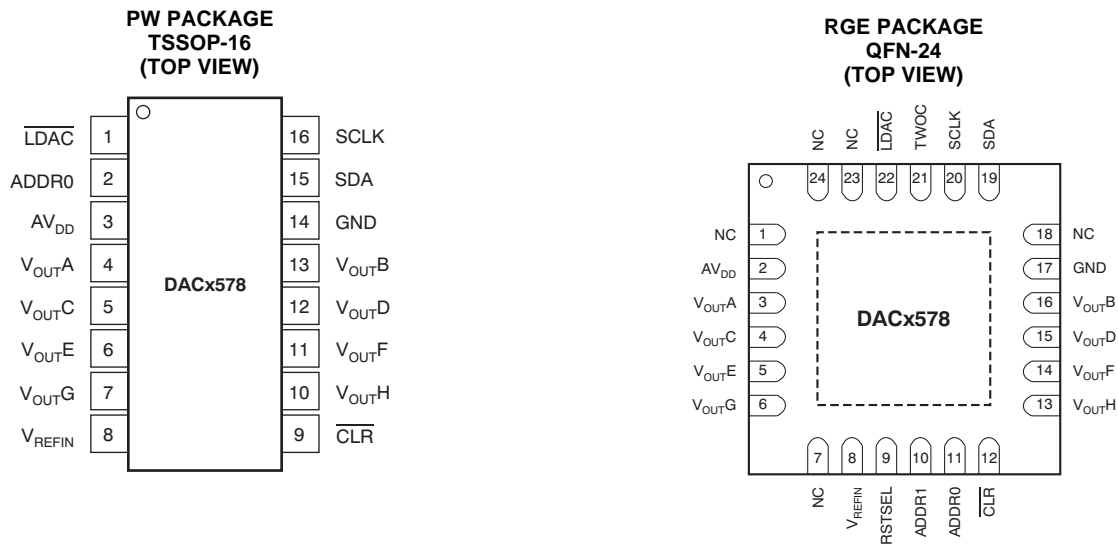 PW PACKAGE
TSSOP-16
(TOP VIEW)
LDAC 1 16 SCLK
ADDR0 2 15 SDA
AVDD 3 14 GND
VOUTA 4 13 VOUTB
VOUTC 5 12 VOUTD
VOUTE 6 11 VOUTF
VOUTG 7 10 VOUTH
VREFIN 8 9 CLR
DACx578
RGE PACKAGE
QFN-24
(TOP VIEW)
NC NC LDAC TWOC SCLK SDA
24 23 22 21 20 19
NC 1 18 NC
AVDD 2 17 GND
VOUTA 3 16 VOUTB
VOUTC 4 15 VOUTD
VOUTE 5 14 VOUTF
VOUTG 6 13 VOUTH
DACx578
7 8 9 10 11 12
NC VREFIN RSTSEL ADDR1 ADDR0 CLR